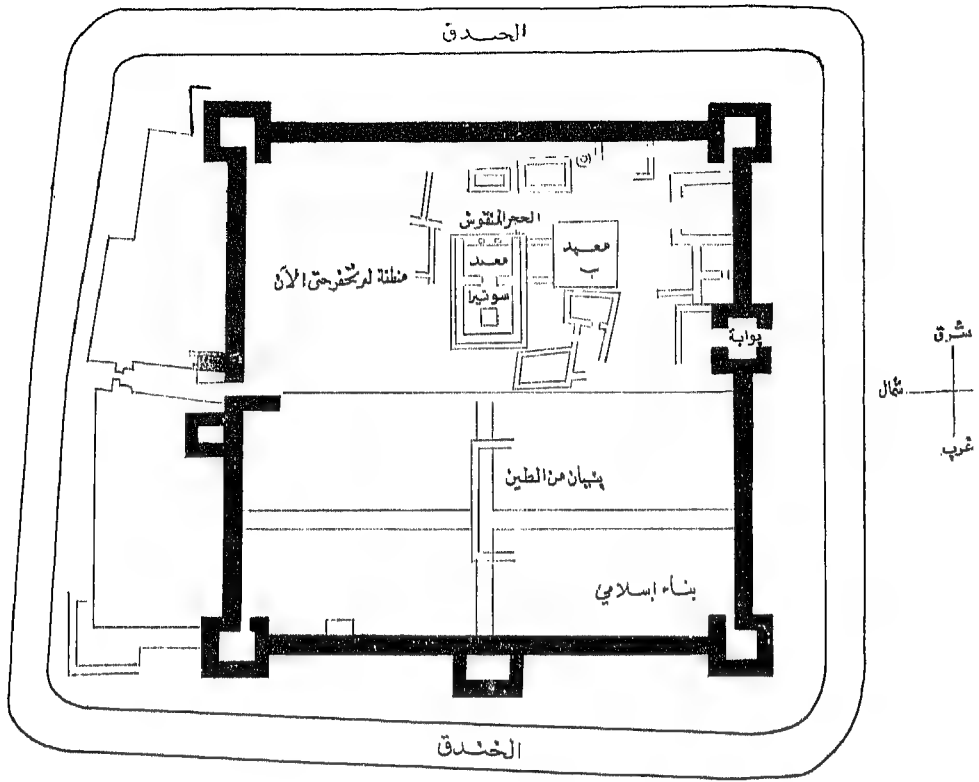 الخندق
الحجر المنقوش
معبد
سوتيرا
معبد
ب
منطقة لم تحفر حتى الآن
بوابة
شرق
شمال
غرب
بنيان من الطين
بناء إسلامي
الخندق